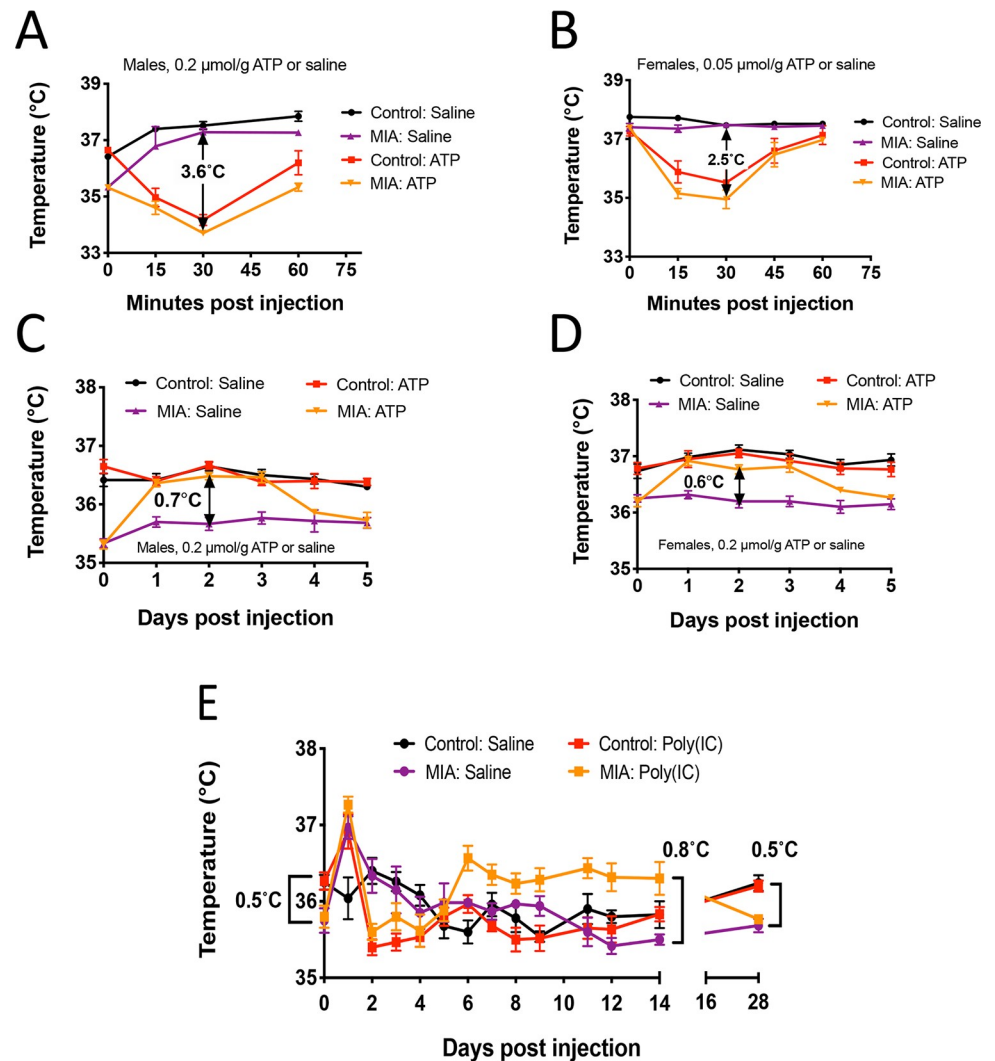 A
Males, 0.2 µmol/g ATP or saline
Temperature (°C)
39
37
35
33
0 15 30 45 60 75
3.6°C
Minutes post injection
Control: Saline
MIA: Saline
Control: ATP
MIA: ATP
B
Females, 0.05 µmol/g ATP or saline
Temperature (°C)
39
37
35
33
0 15 30 45 60 75
2.5°C
Minutes post injection
Control: Saline
MIA: Saline
Control: ATP
MIA: ATP
C
Control: Saline Control: ATP
MIA: Saline MIA: ATP
Temperature (°C)
38
37
36
35
0.7°C
Males, 0.2 µmol/g ATP or saline
0 1 2 3 4 5
Days post injection
D
Control: Saline Control: ATP
MIA: Saline MIA: ATP
Temperature (°C)
38
37
36
35
0.6°C
Females, 0.2 µmol/g ATP or saline
0 1 2 3 4 5
Days post injection
E
Control: Saline Control: Poly(IC)
MIA: Saline MIA: Poly(IC)
Temperature (°C)
38
37
36
35
0.5°C
0.8°C 0.5°C
0 2 4 6 8 10 12 14 16 28
Days post injection